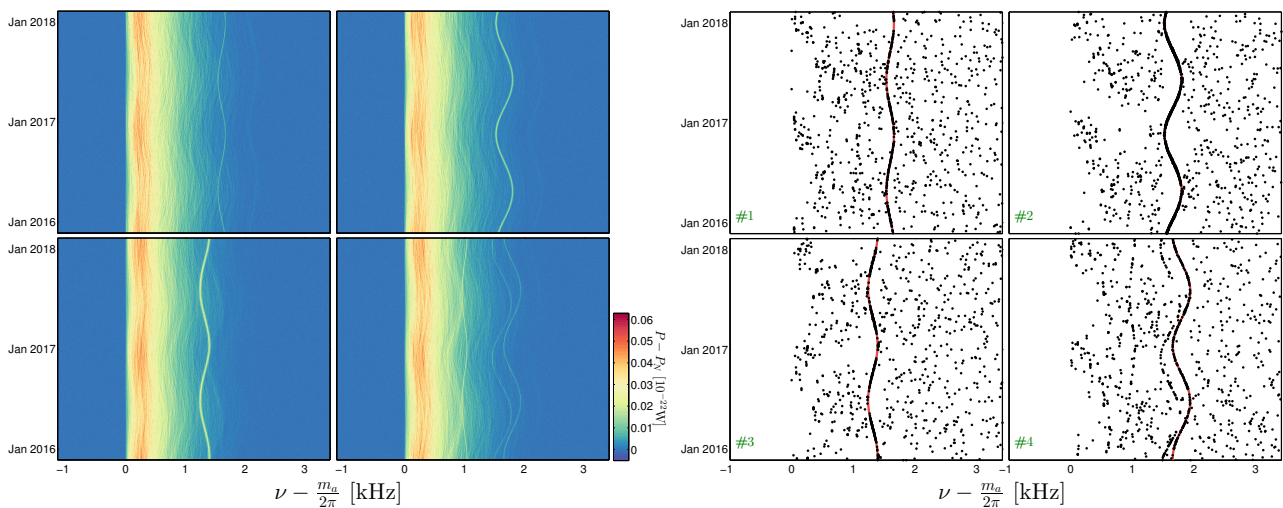 Jan 2018
Jan 2017
Jan 2016
Jan 2018
Jan 2017
Jan 2016
−1 0 1 2 3
−1 0 1 2 3
ν − m_a/2π [kHz]
0.06
0.05
0.04
0.03
0.02
0.01
0
P − P_N [10⁻²²W]
Jan 2018
Jan 2017
Jan 2016
#1
#2
Jan 2018
Jan 2017
Jan 2016
#3
#4
−1 0 1 2 3
−1 0 1 2 3
ν − m_a/2π [kHz]